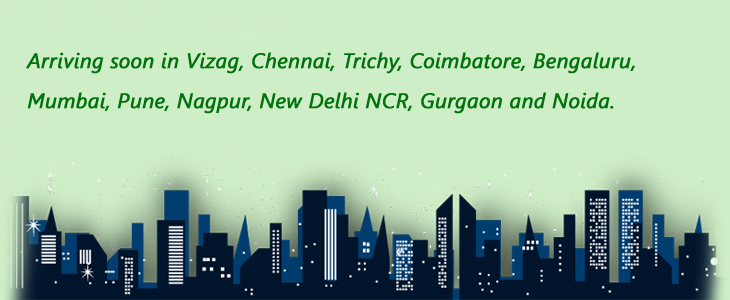 Arriving soon in Vizag, Chennai, Trichy, Coimbatore, Bengaluru,
Mumbai, Pune, Nagpur, New Delhi NCR, Gurgaon and Noida.